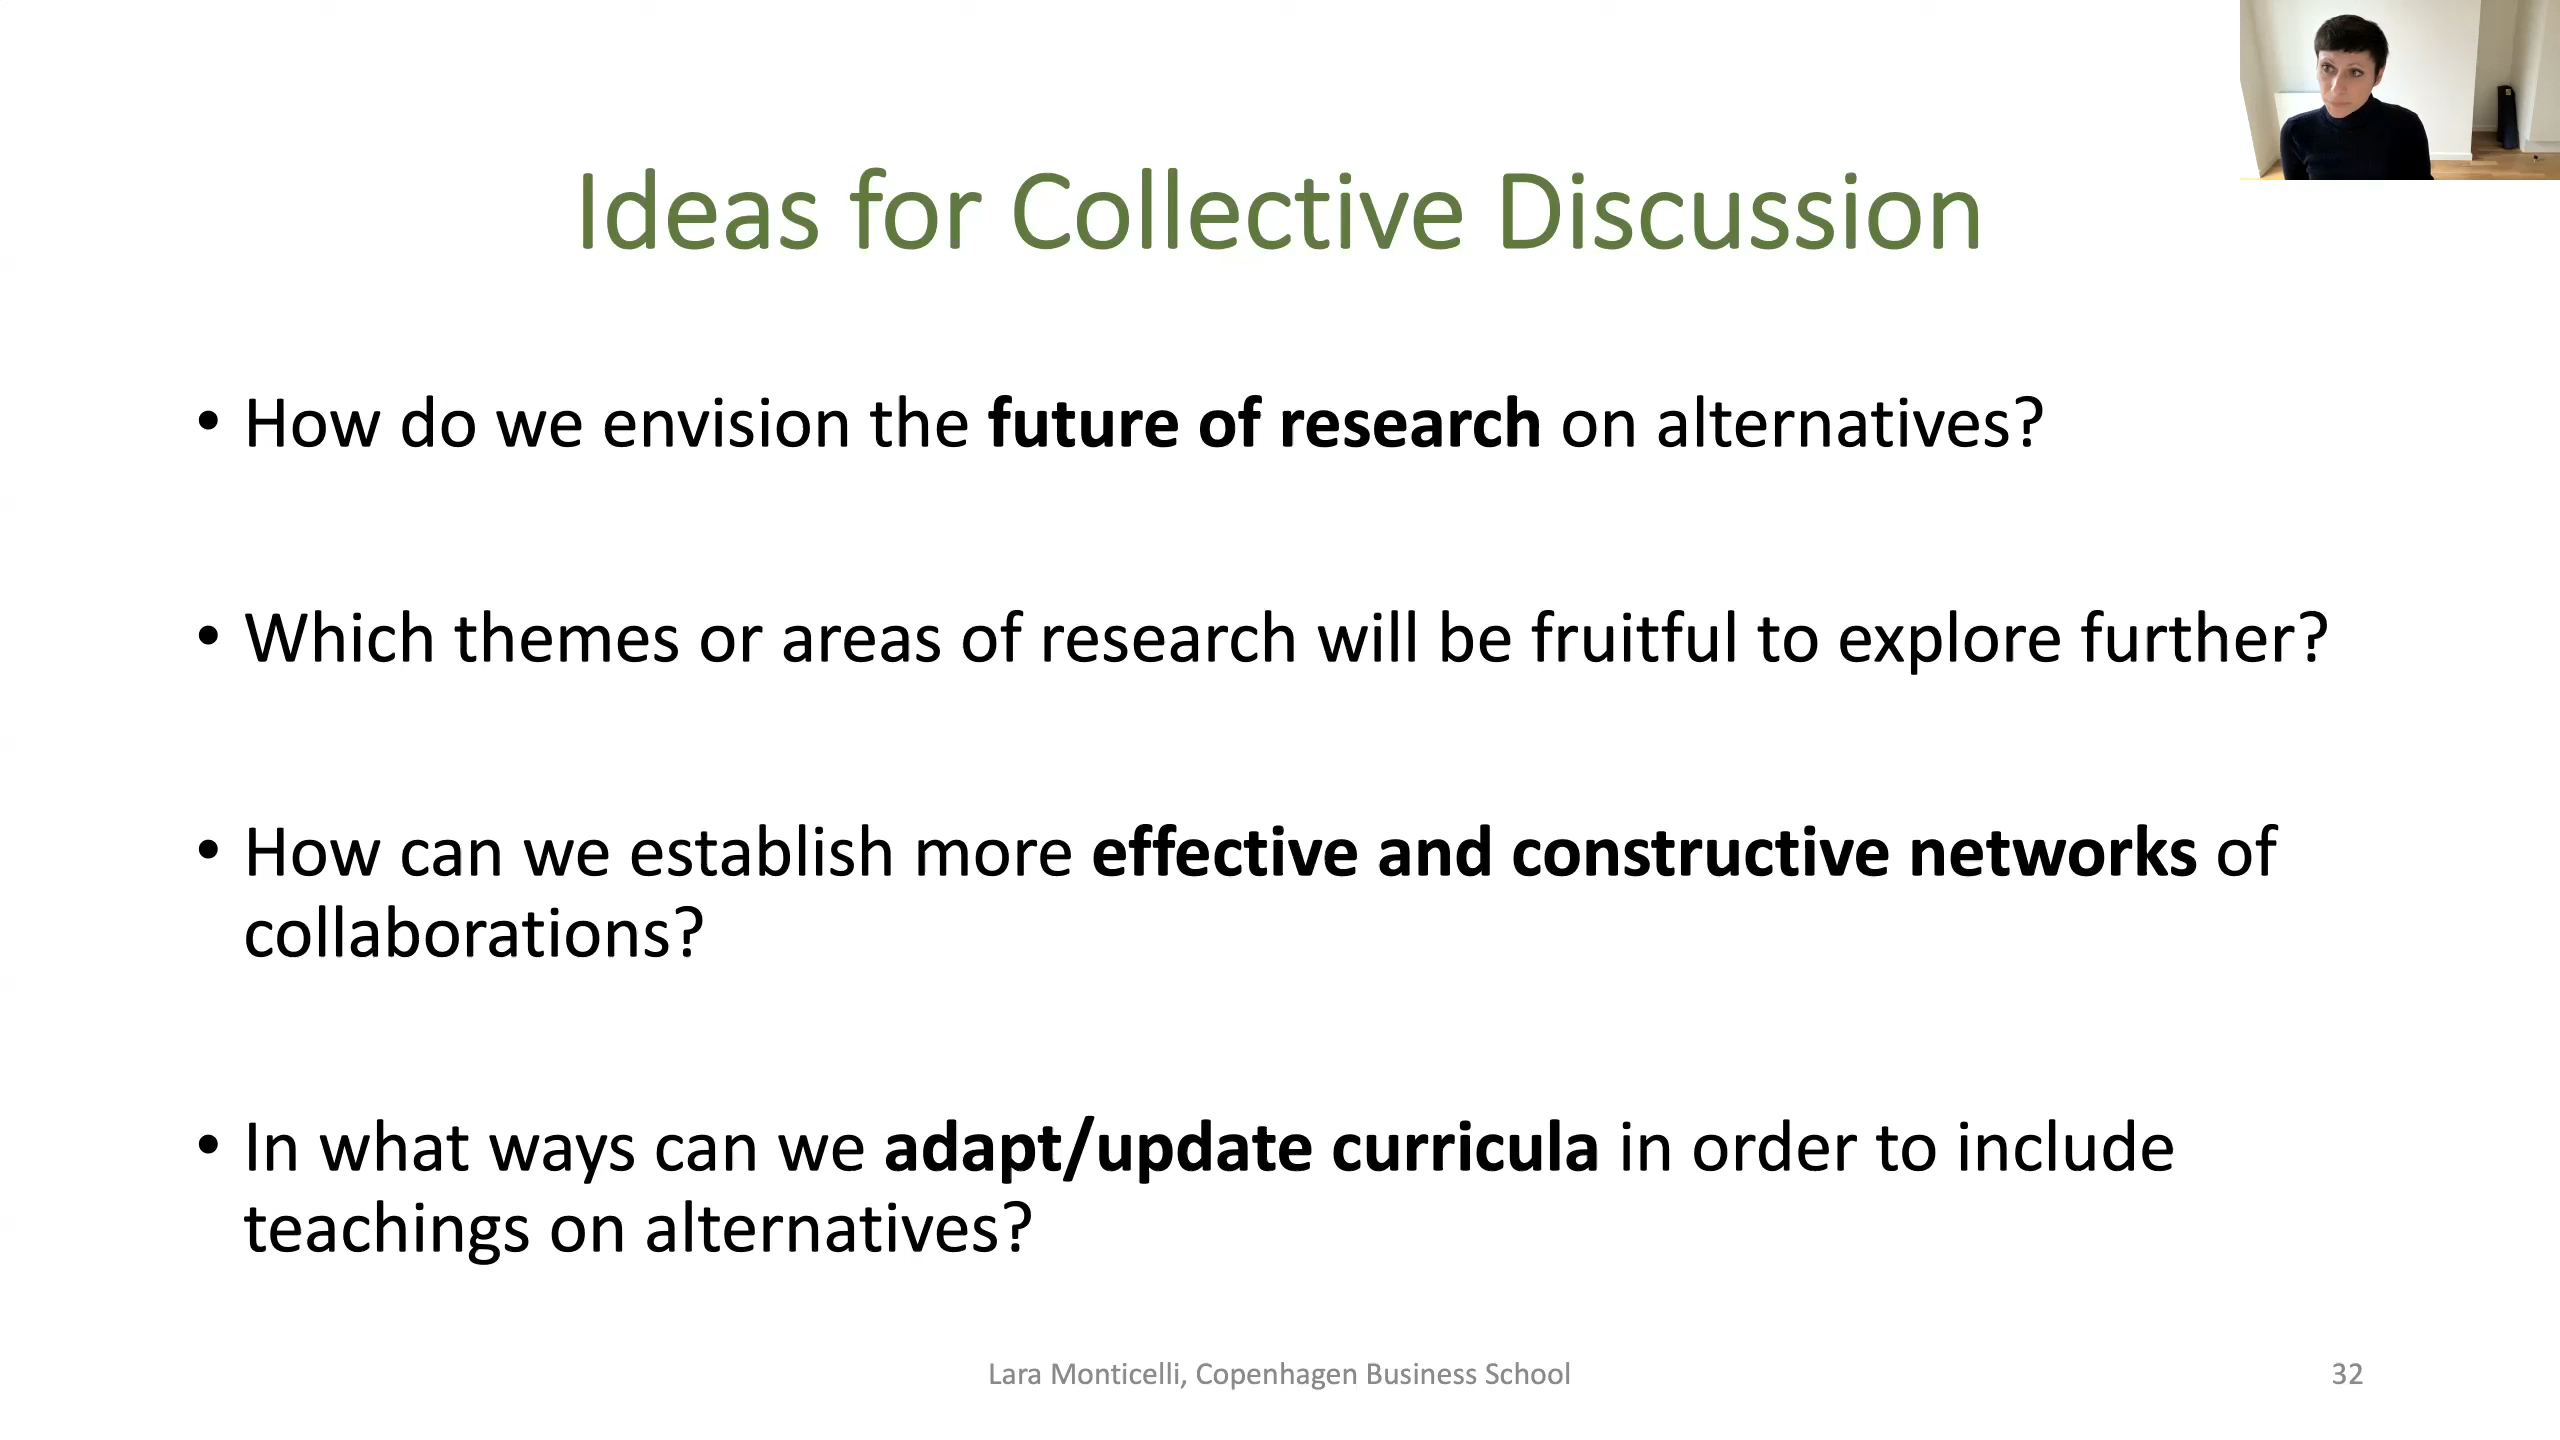 Ideas for Collective Discussion
• How do we envision the future of research on alternatives?
• Which themes or areas of research will be fruitful to explore further?
• How can we establish more effective and constructive networks of
collaborations?
• In what ways can we adapt/update curricula in order to include
teachings on alternatives?
Lara Monticelli, Copenhagen Business School
32